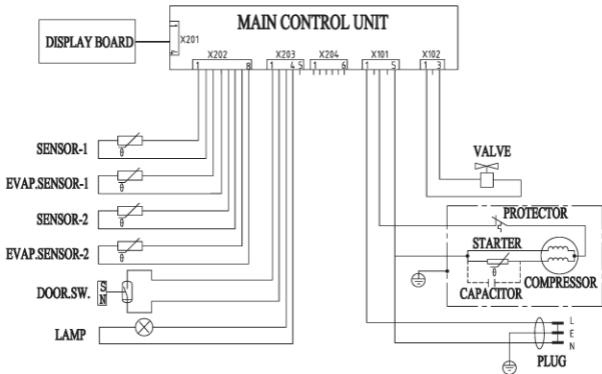 MAIN CONTROL UNIT
DISPLAY BOARD
X201
X202
X203
X204
X101
X102
1 8
1 4 5
1 6
1 5
1 3
SENSOR-1
θ
EVAP.SENSOR-1
θ
SENSOR-2
θ
EVAP.SENSOR-2
θ
DOOR.SW.
S
N
LAMP
VALVE
PROTECTOR
STARTER
θ
COMPRESSOR
CAPACITOR
L
E
N
PLUG